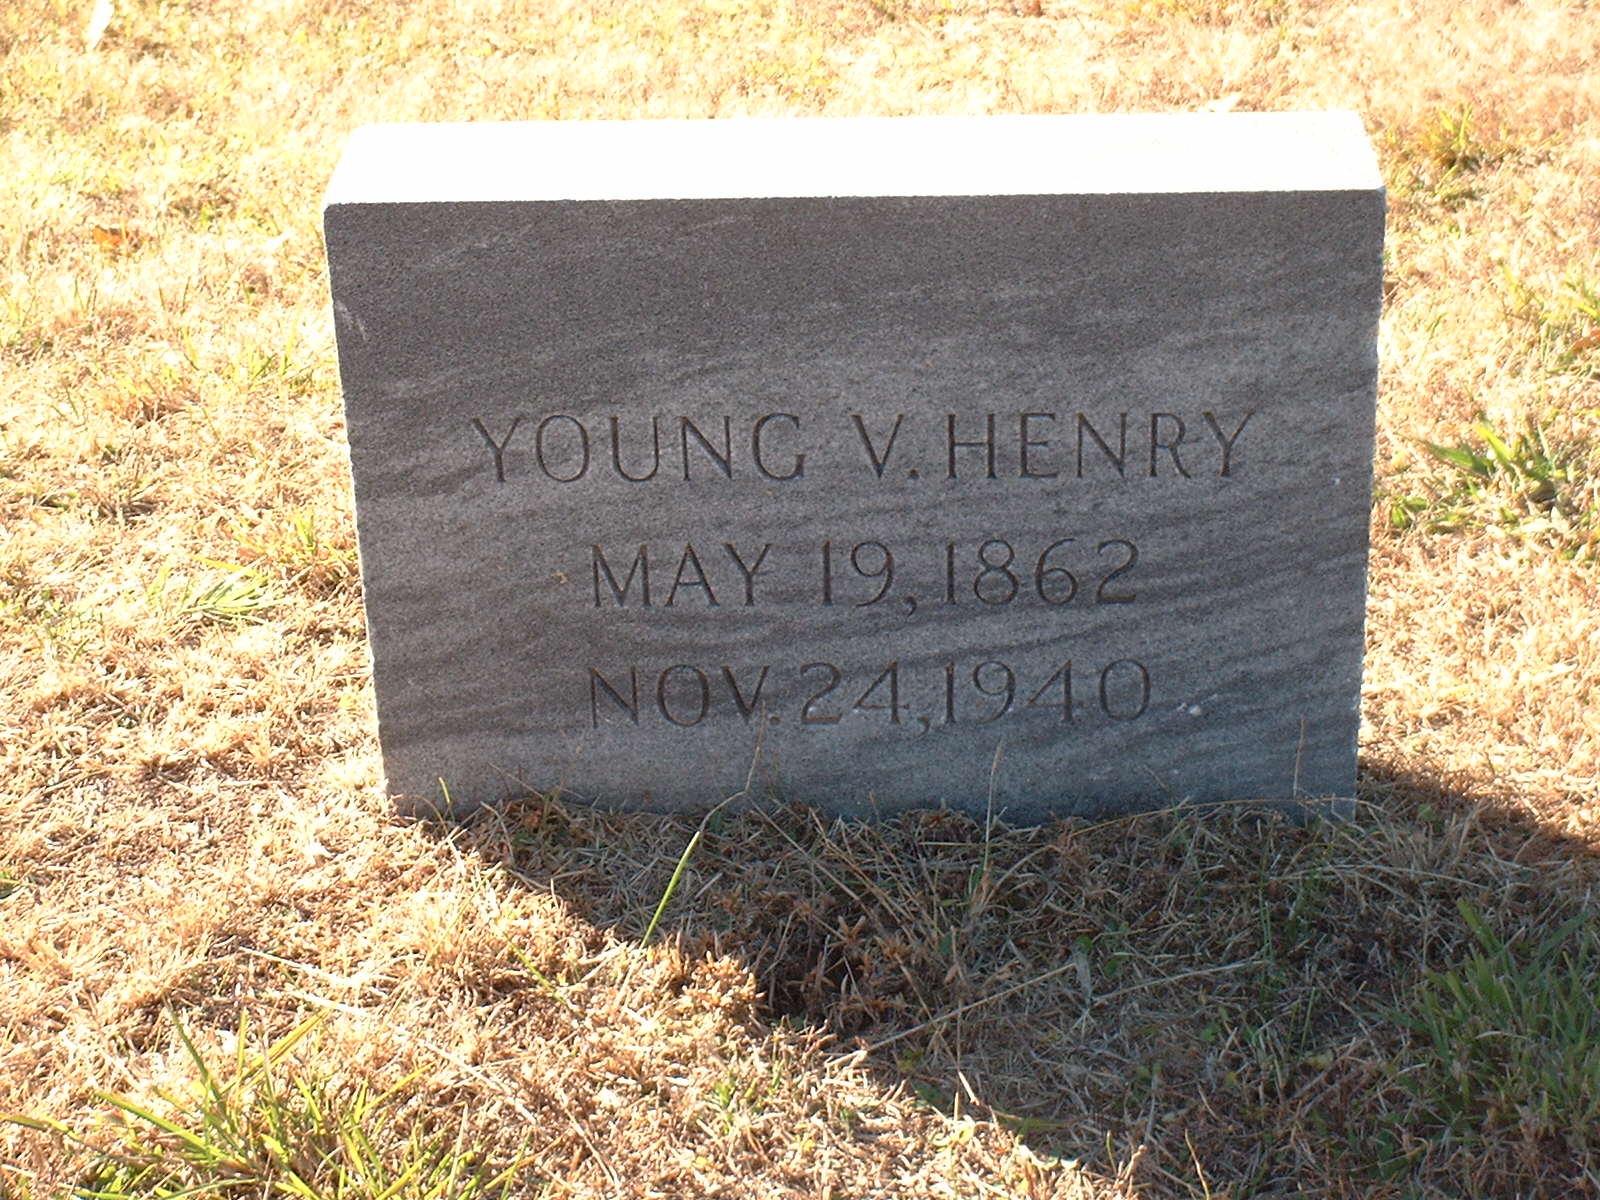 YOUNG V. HENRY
MAY 19, 1862
NOV. 24, 1940